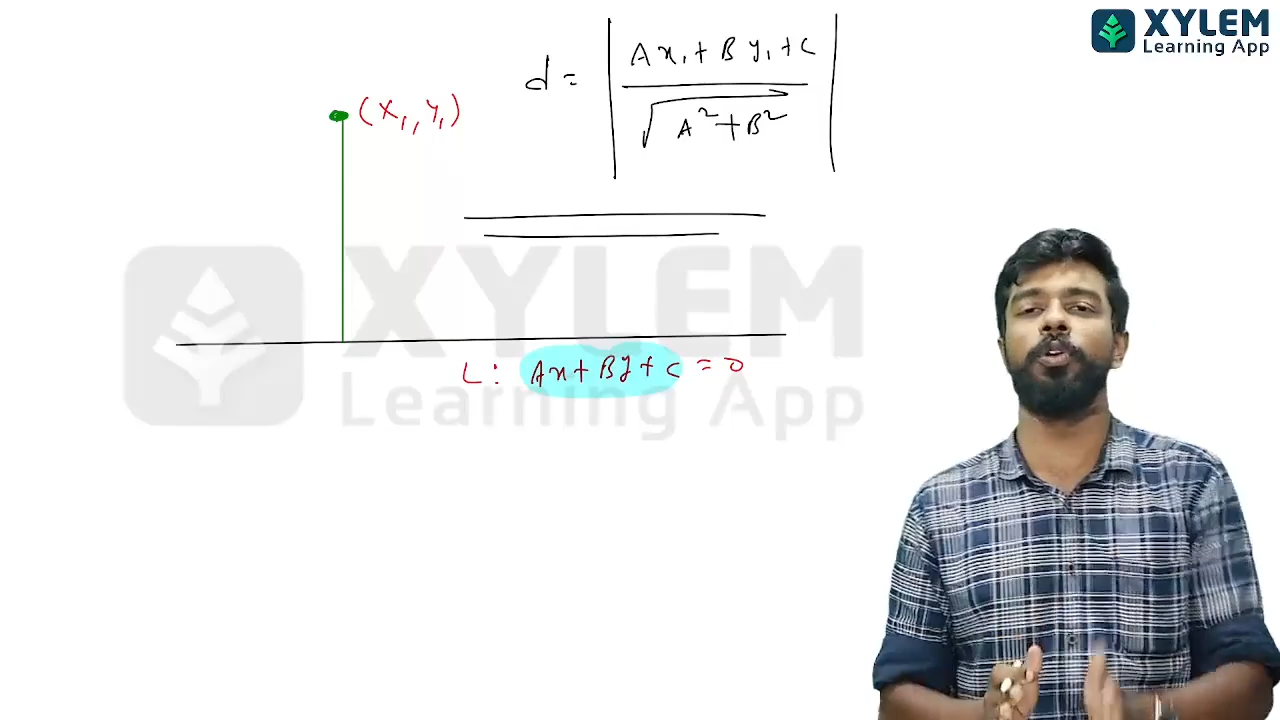 XYLEM
Learning App
d = | Ax₁ + By₁ + C / √A² + B² |
(x₁, y₁)
XYLEM
Learning App
L: Ax + By + C = 0